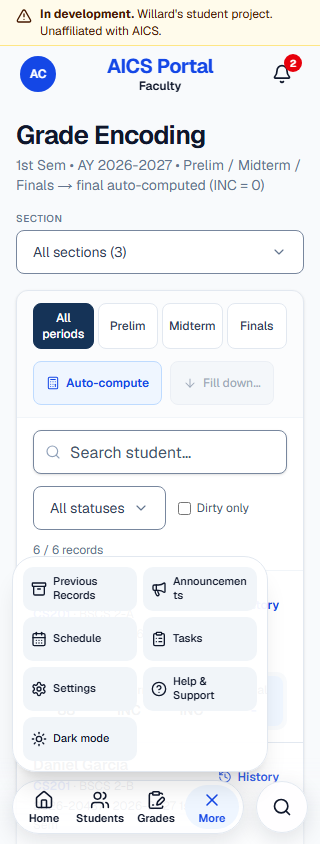 In development. Willard's student project.
Unaffiliated with AICS.
AC
AICS Portal
Faculty
2
Grade Encoding
1st Sem • AY 2026-2027 • Prelim / Midterm /
Finals → final auto-computed (INC = 0)
SECTION
All sections (3)
All
periods
Prelim
Midterm
Finals
Auto-compute
Fill down...
Search student...
All statuses
Dirty only
6 / 6 records
Previous
Records
Announcemen
ts
Schedule
Tasks
Settings
Help &
Support
Dark mode
Daniel Garcia
History
Home
Students
Grades
More